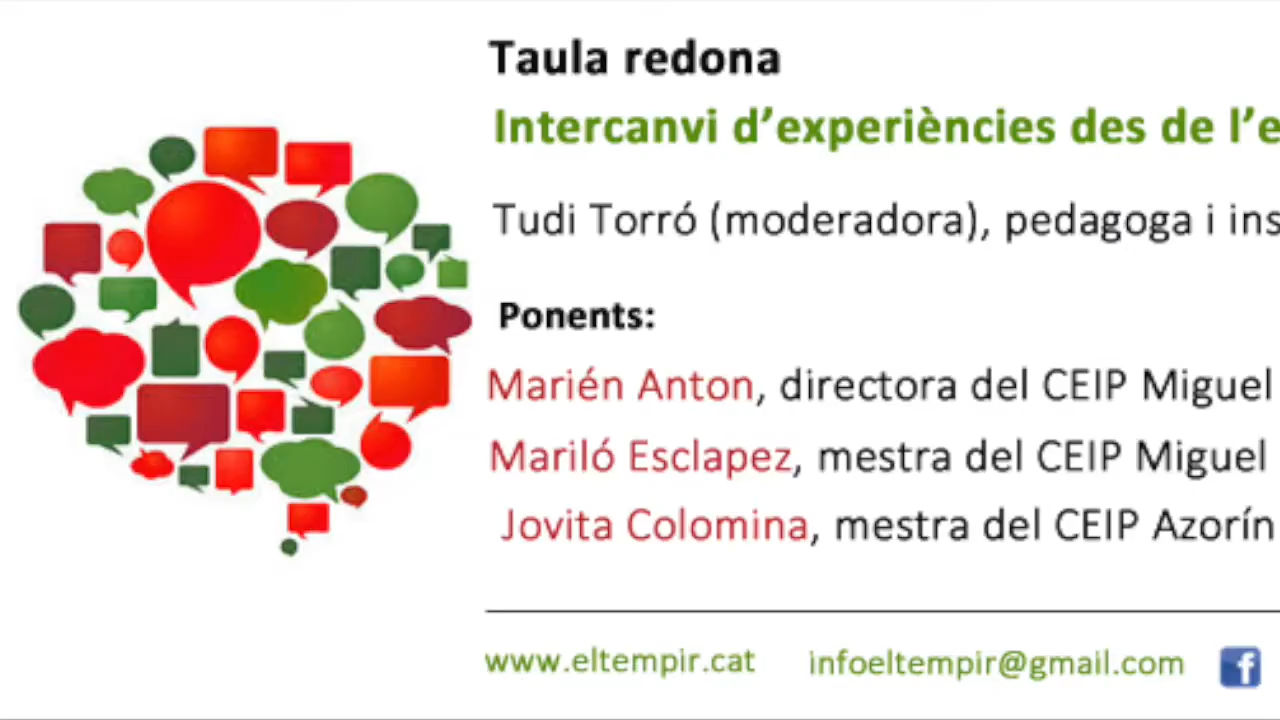 Taula redona
Intercanvi d'experiències des de l'e
Tudi Torró (moderadora), pedagoga i ins
Ponents:
Marién Anton, directora del CEIP Miguel
Mariló Esclapez, mestra del CEIP Miguel
Jovita Colomina, mestra del CEIP Azorín
www.eltempir.cat infoeltempir@gmail.com